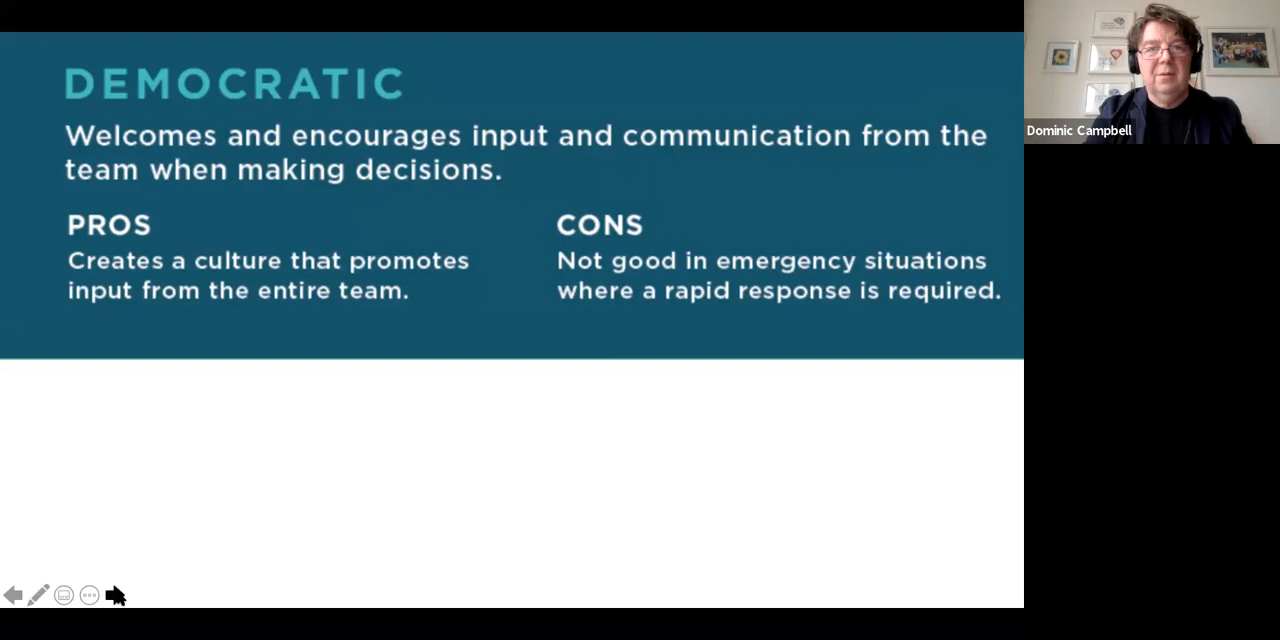 DEMOCRATIC
Welcomes and encourages input and communication from the
team when making decisions.
PROS
Creates a culture that promotes
input from the entire team.
CONS
Not good in emergency situations
where a rapid response is required.
Dominic Campbell